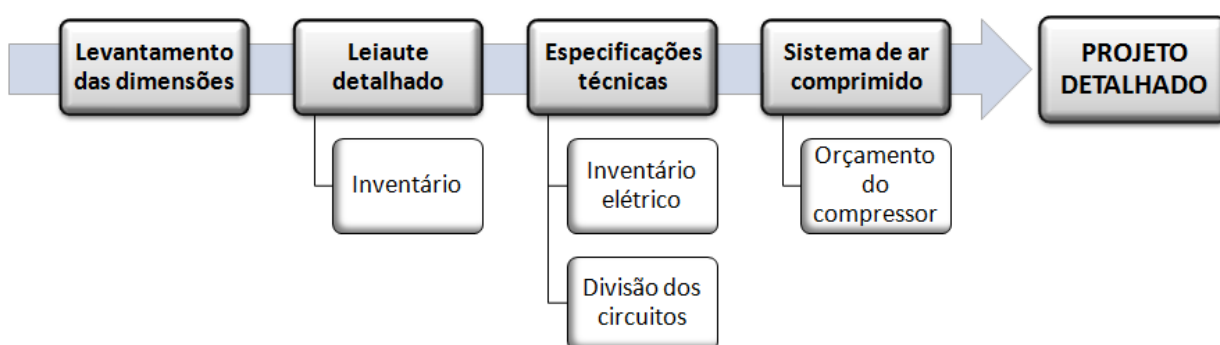 Levantamento
das dimensões
Leiaute
detalhado
Especificações
técnicas
Sistema de ar
comprimido
PROJETO
DETALHADO
Inventário
Inventário
elétrico
Orçamento
do
compressor
Divisão dos
circuitos